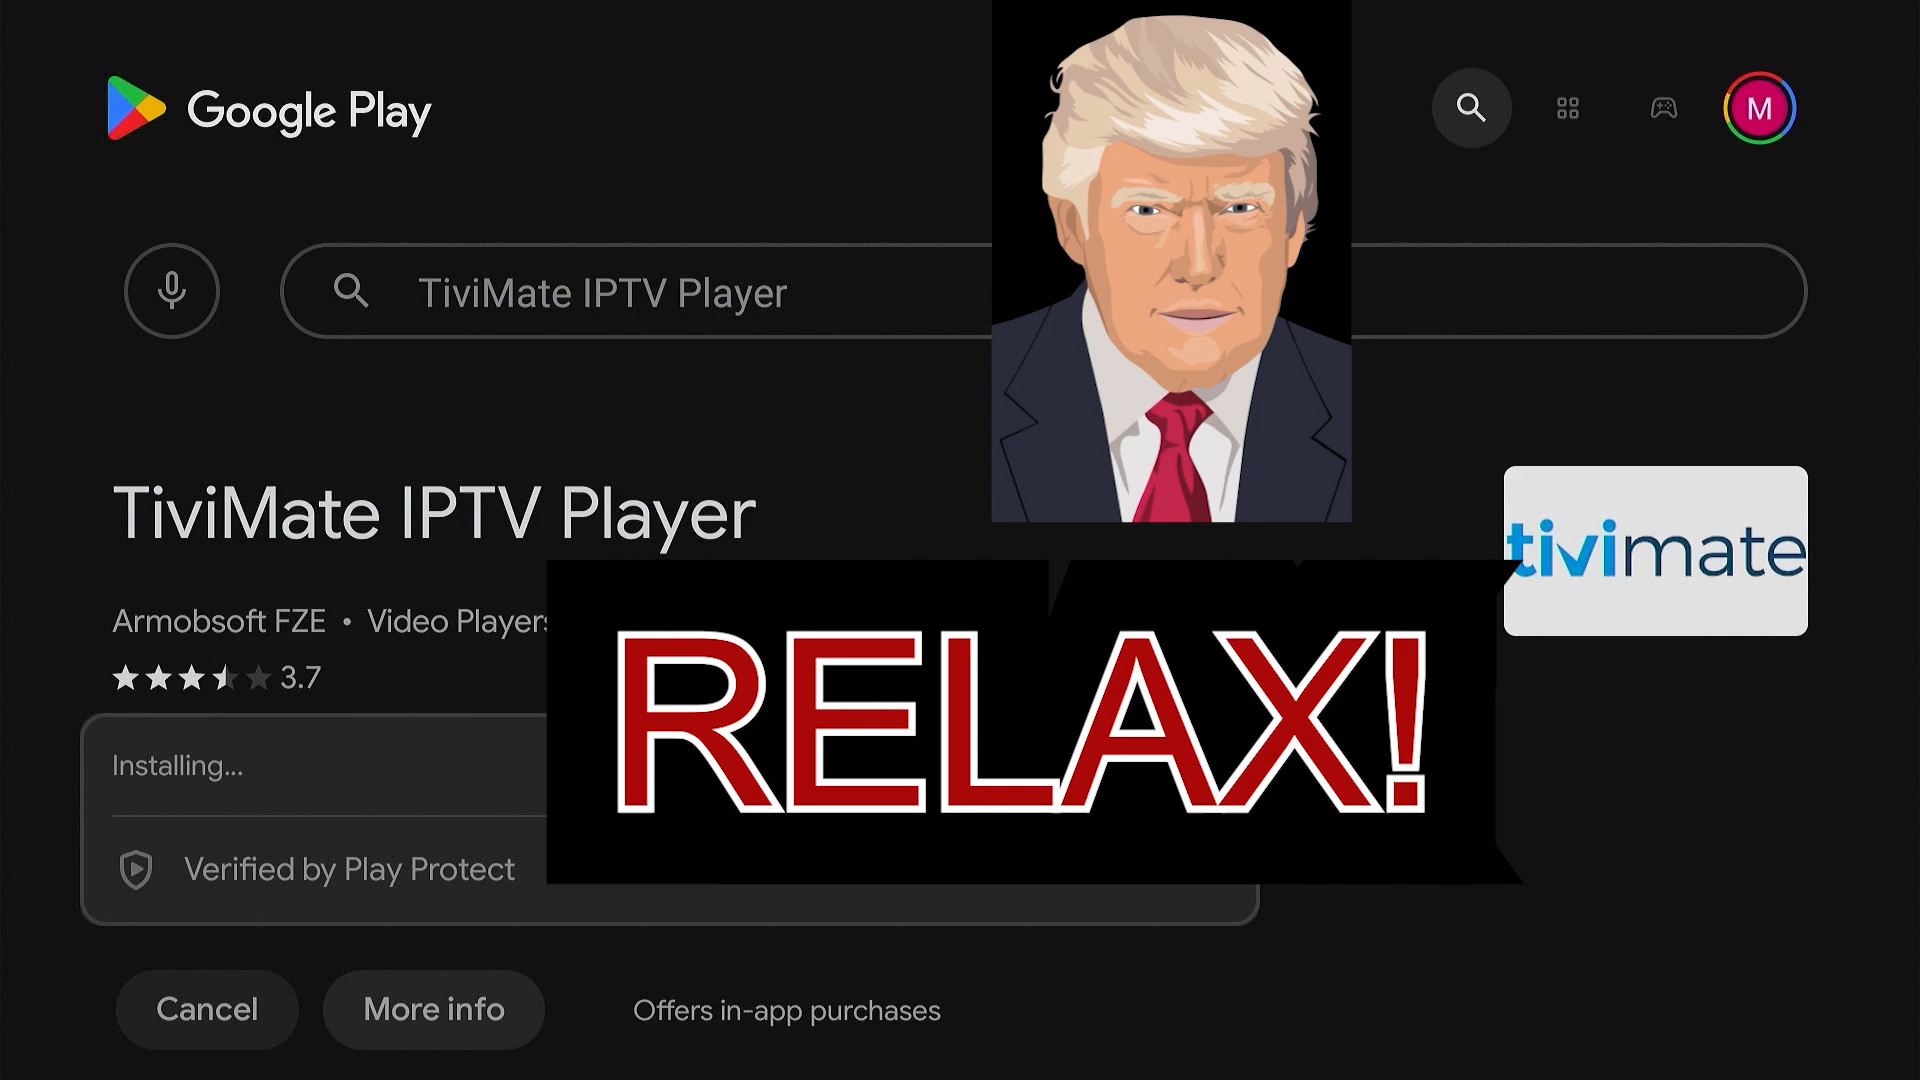 Google Play
M
TiviMate IPTV Player
TiviMate IPTV Player
tivimate
Armobsoft FZE • Video Players
3.7
RELAX!
Installing...
Verified by Play Protect
Cancel
More info
Offers in-app purchases